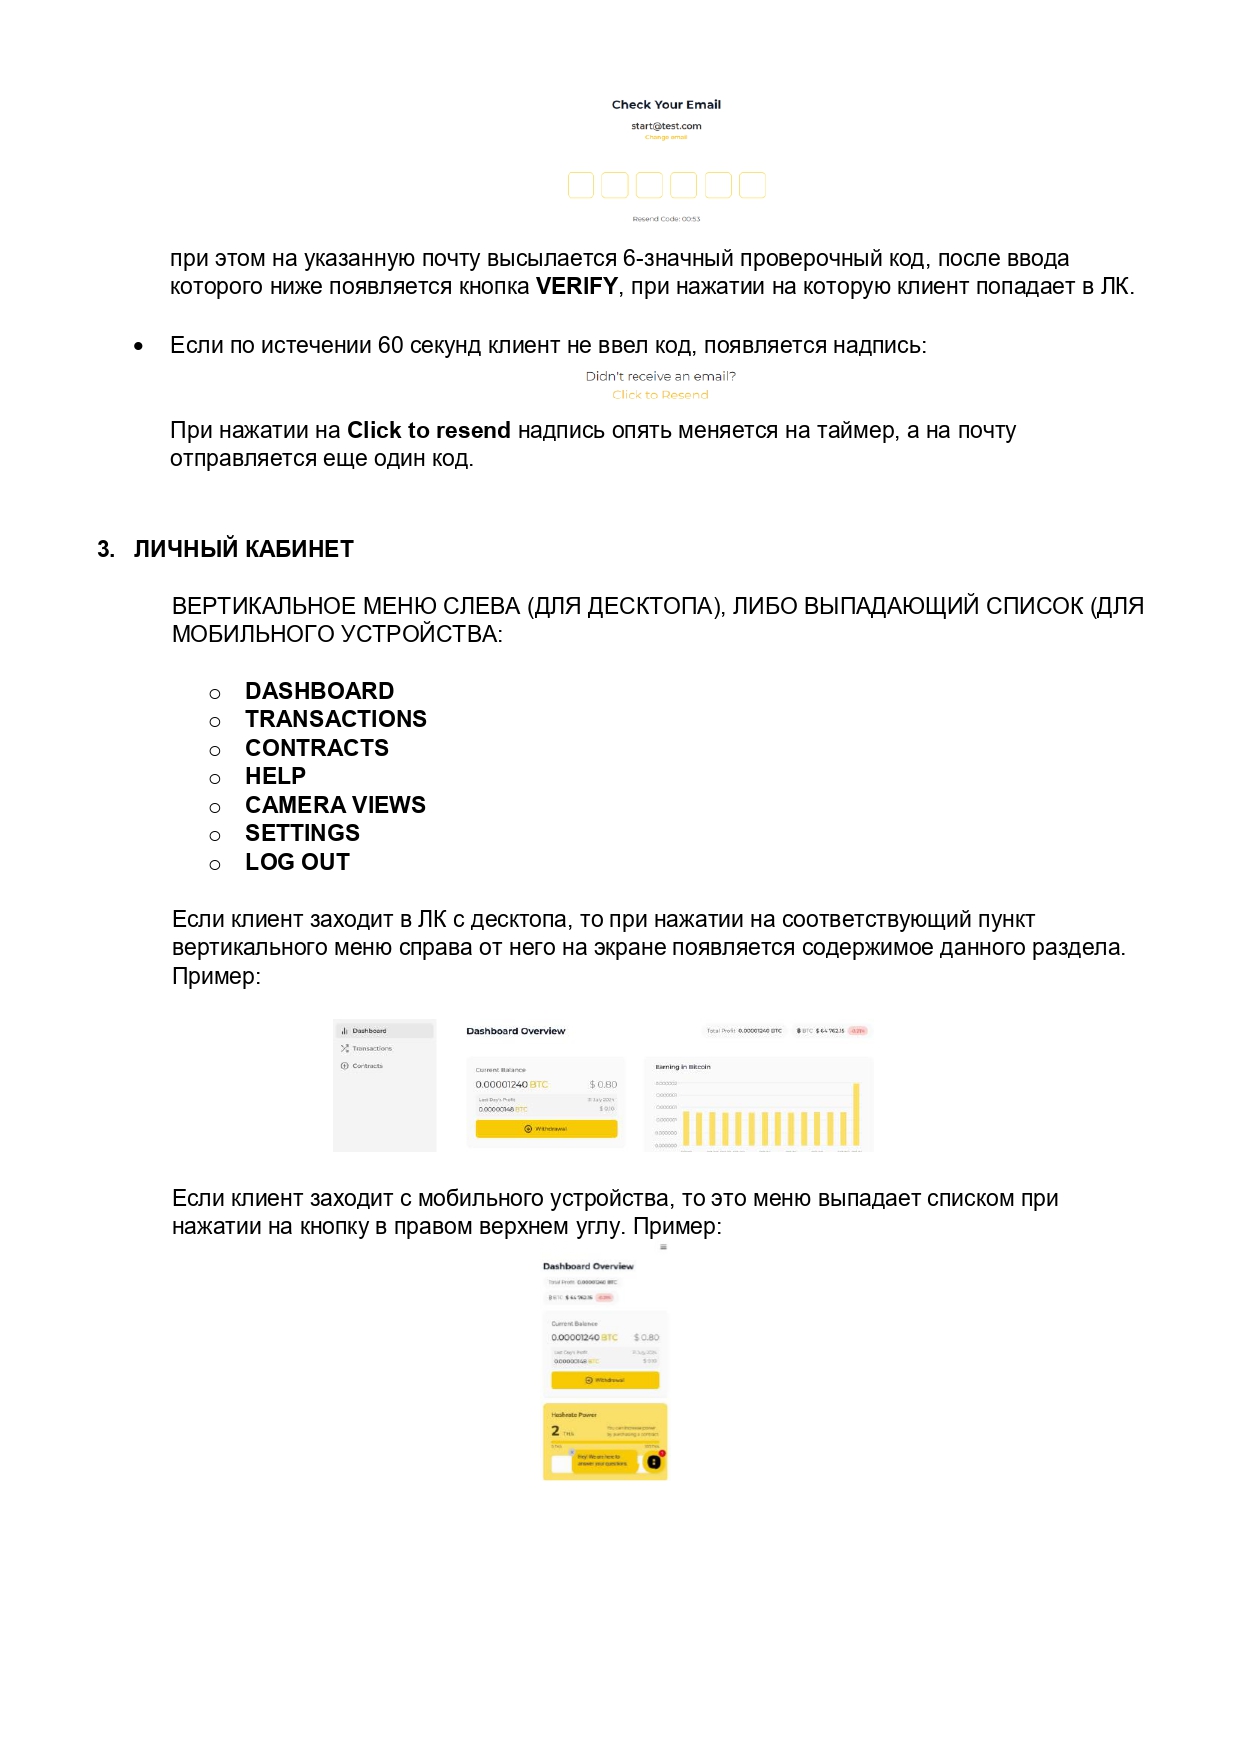 Check Your Email
start@test.com
Change email
Resend Code: 00:53
при этом на указанную почту высылается 6-значный проверочный код, после ввода
которого ниже появляется кнопка VERIFY, при нажатии на которую клиент попадает в ЛК.
• Если по истечении 60 секунд клиент не ввел код, появляется надпись:
Didn't receive an email?
Click to Resend
При нажатии на Click to resend надпись опять меняется на таймер, а на почту
отправляется еще один код.
3. ЛИЧНЫЙ КАБИНЕТ
ВЕРТИКАЛЬНОЕ МЕНЮ СЛЕВА (ДЛЯ ДЕСКТОПА), ЛИБО ВЫПАДАЮЩИЙ СПИСОК (ДЛЯ
МОБИЛЬНОГО УСТРОЙСТВА:
o DASHBOARD
o TRANSACTIONS
o CONTRACTS
o HELP
o CAMERA VIEWS
o SETTINGS
o LOG OUT
Если клиент заходит в ЛК с десктопа, то при нажатии на соответствующий пункт
вертикального меню справа от него на экране появляется содержимое данного раздела.
Пример:
Dashboard
Transactions
Contracts
Dashboard Overview
Total Profit 0.00001240 BTC
BTC $ 64 762.15
Current Balance
0.00001240 BTC $ 0.80
Last Day's Profit
0.00000148 BTC
Withdrawal
Earning in Bitcoin
Если клиент заходит с мобильного устройства, то это меню выпадает списком при
нажатии на кнопку в правом верхнем углу. Пример:
Dashboard Overview
Total Profit 0.00001240 BTC
BTC $ 64 762.15
Current Balance
0.00001240 BTC $ 0.80
Last Day's Profit
0.00000148 BTC
Withdrawal
Hashrate Power
2 TH/s
Hey! We are here to
answer your questions